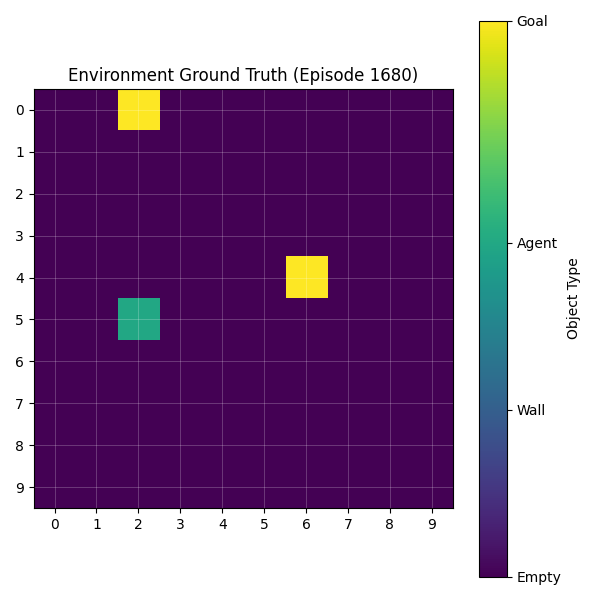 Environment Ground Truth (Episode 1680)
0
1
2
3
4
5
6
7
8
9
0 1 2 3 4 5 6 7 8 9
Goal
Agent
Wall
Empty
Object Type